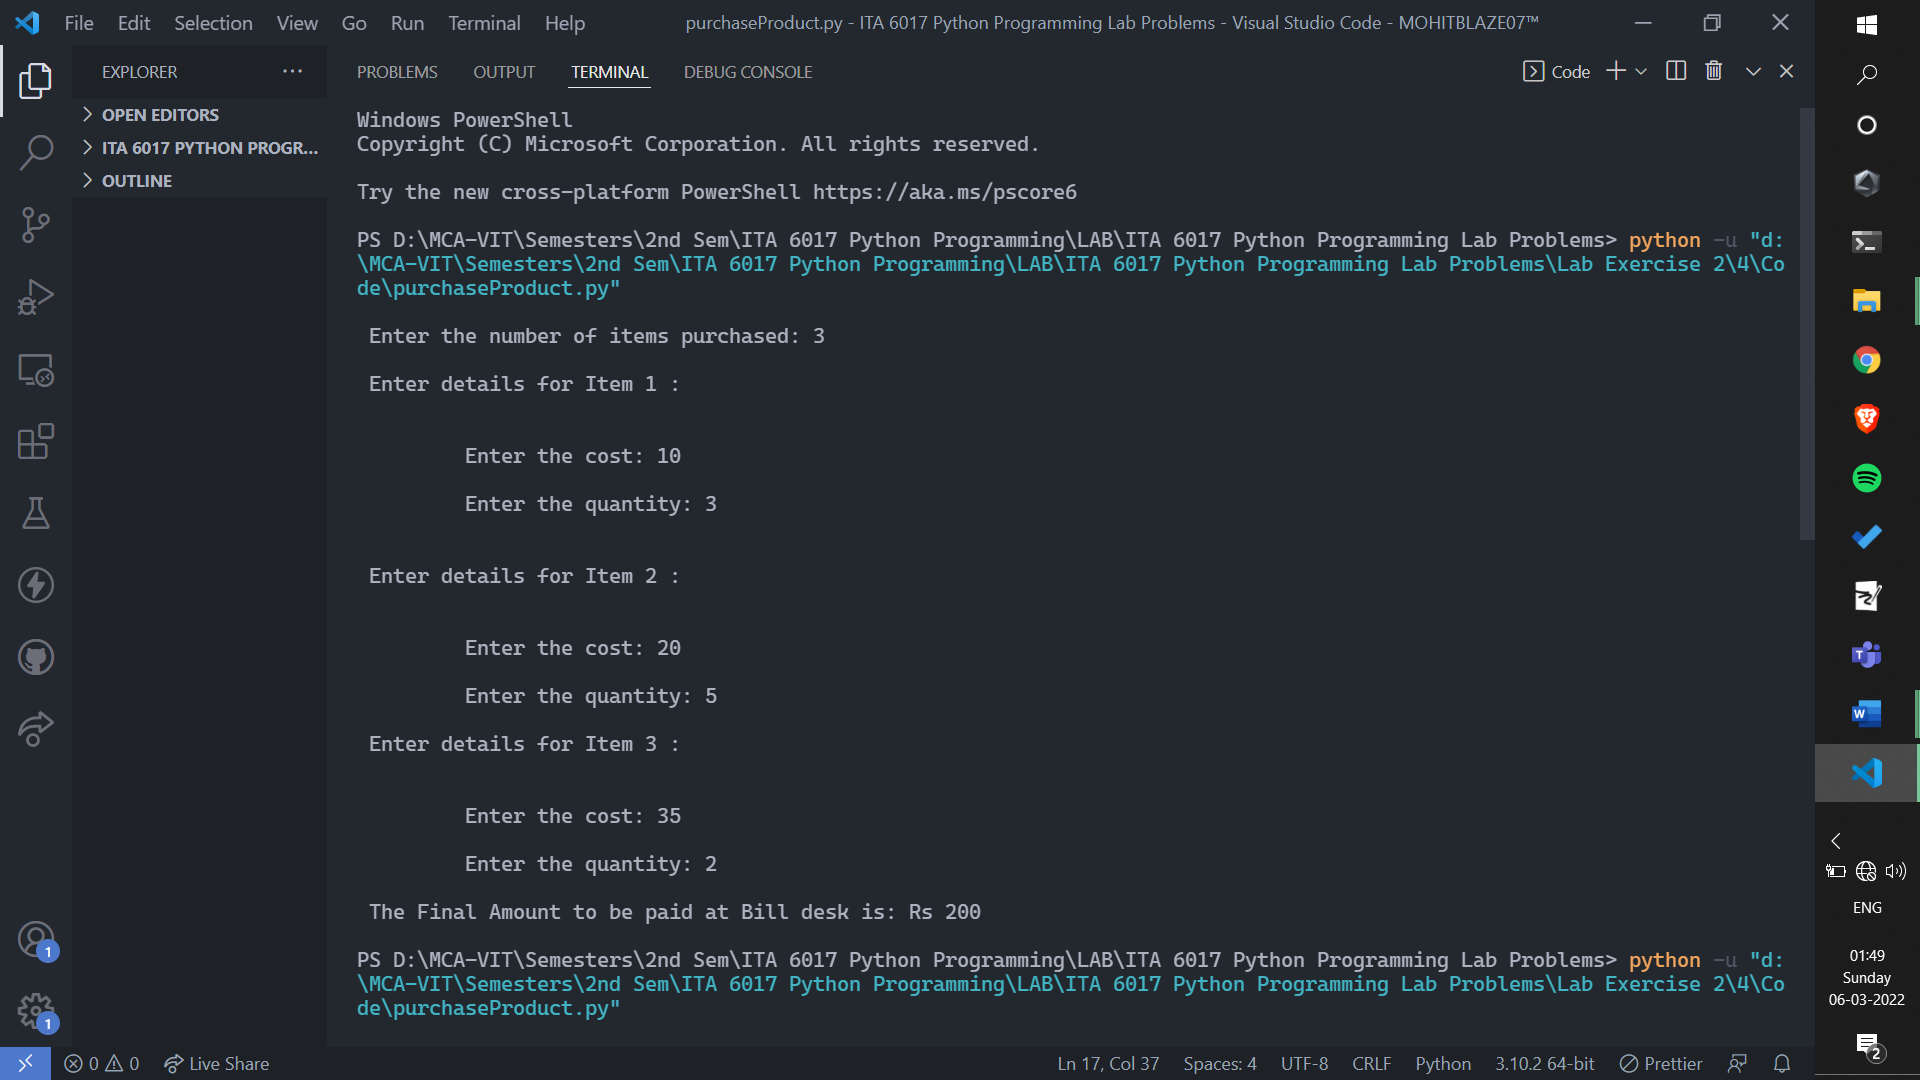 File Edit Selection View Go Run Terminal Help purchaseProduct.py - ITA 6017 Python Programming Lab Problems - Visual Studio Code - MOHITBLAZE07™
EXPLORER ...
OPEN EDITORS
ITA 6017 PYTHON PROGR...
OUTLINE
PROBLEMS OUTPUT TERMINAL DEBUG CONSOLE Code
Windows PowerShell
Copyright (C) Microsoft Corporation. All rights reserved.
Try the new cross-platform PowerShell https://aka.ms/pscore6
PS D:\MCA-VIT\Semesters\2nd Sem\ITA 6017 Python Programming\LAB\ITA 6017 Python Programming Lab Problems> python -u "d:
\MCA-VIT\Semesters\2nd Sem\ITA 6017 Python Programming\LAB\ITA 6017 Python Programming Lab Problems\Lab Exercise 2\4\Co
de\purchaseProduct.py"
Enter the number of items purchased: 3
Enter details for Item 1 :
Enter the cost: 10
Enter the quantity: 3
Enter details for Item 2 :
Enter the cost: 20
Enter the quantity: 5
Enter details for Item 3 :
Enter the cost: 35
Enter the quantity: 2
The Final Amount to be paid at Bill desk is: Rs 200
PS D:\MCA-VIT\Semesters\2nd Sem\ITA 6017 Python Programming\LAB\ITA 6017 Python Programming Lab Problems> python -u "d:
\MCA-VIT\Semesters\2nd Sem\ITA 6017 Python Programming\LAB\ITA 6017 Python Programming Lab Problems\Lab Exercise 2\4\Co
de\purchaseProduct.py"
1
1
0 0 Live Share Ln 17, Col 37 Spaces: 4 UTF-8 CRLF Python 3.10.2 64-bit Prettier
T
W
ENG
01:49
Sunday
06-03-2022
2